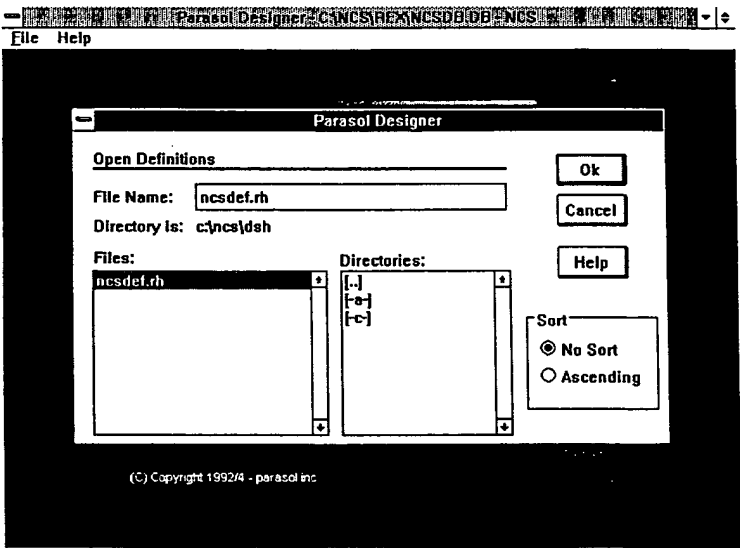 Parasol Designer - C:\NCS\REX\NCSDB.DB - NCS
File Help
Parasol Designer
Open Definitions
Ok
File Name: ncsdef.rh
Cancel
Directory is: c:\ncs\dsh
Files:
Directories:
Help
ncsdef.rh
[..]
[-a-]
[-c-]
Sort
No Sort
Ascending
(C) Copyright 1992/4 - parasol inc